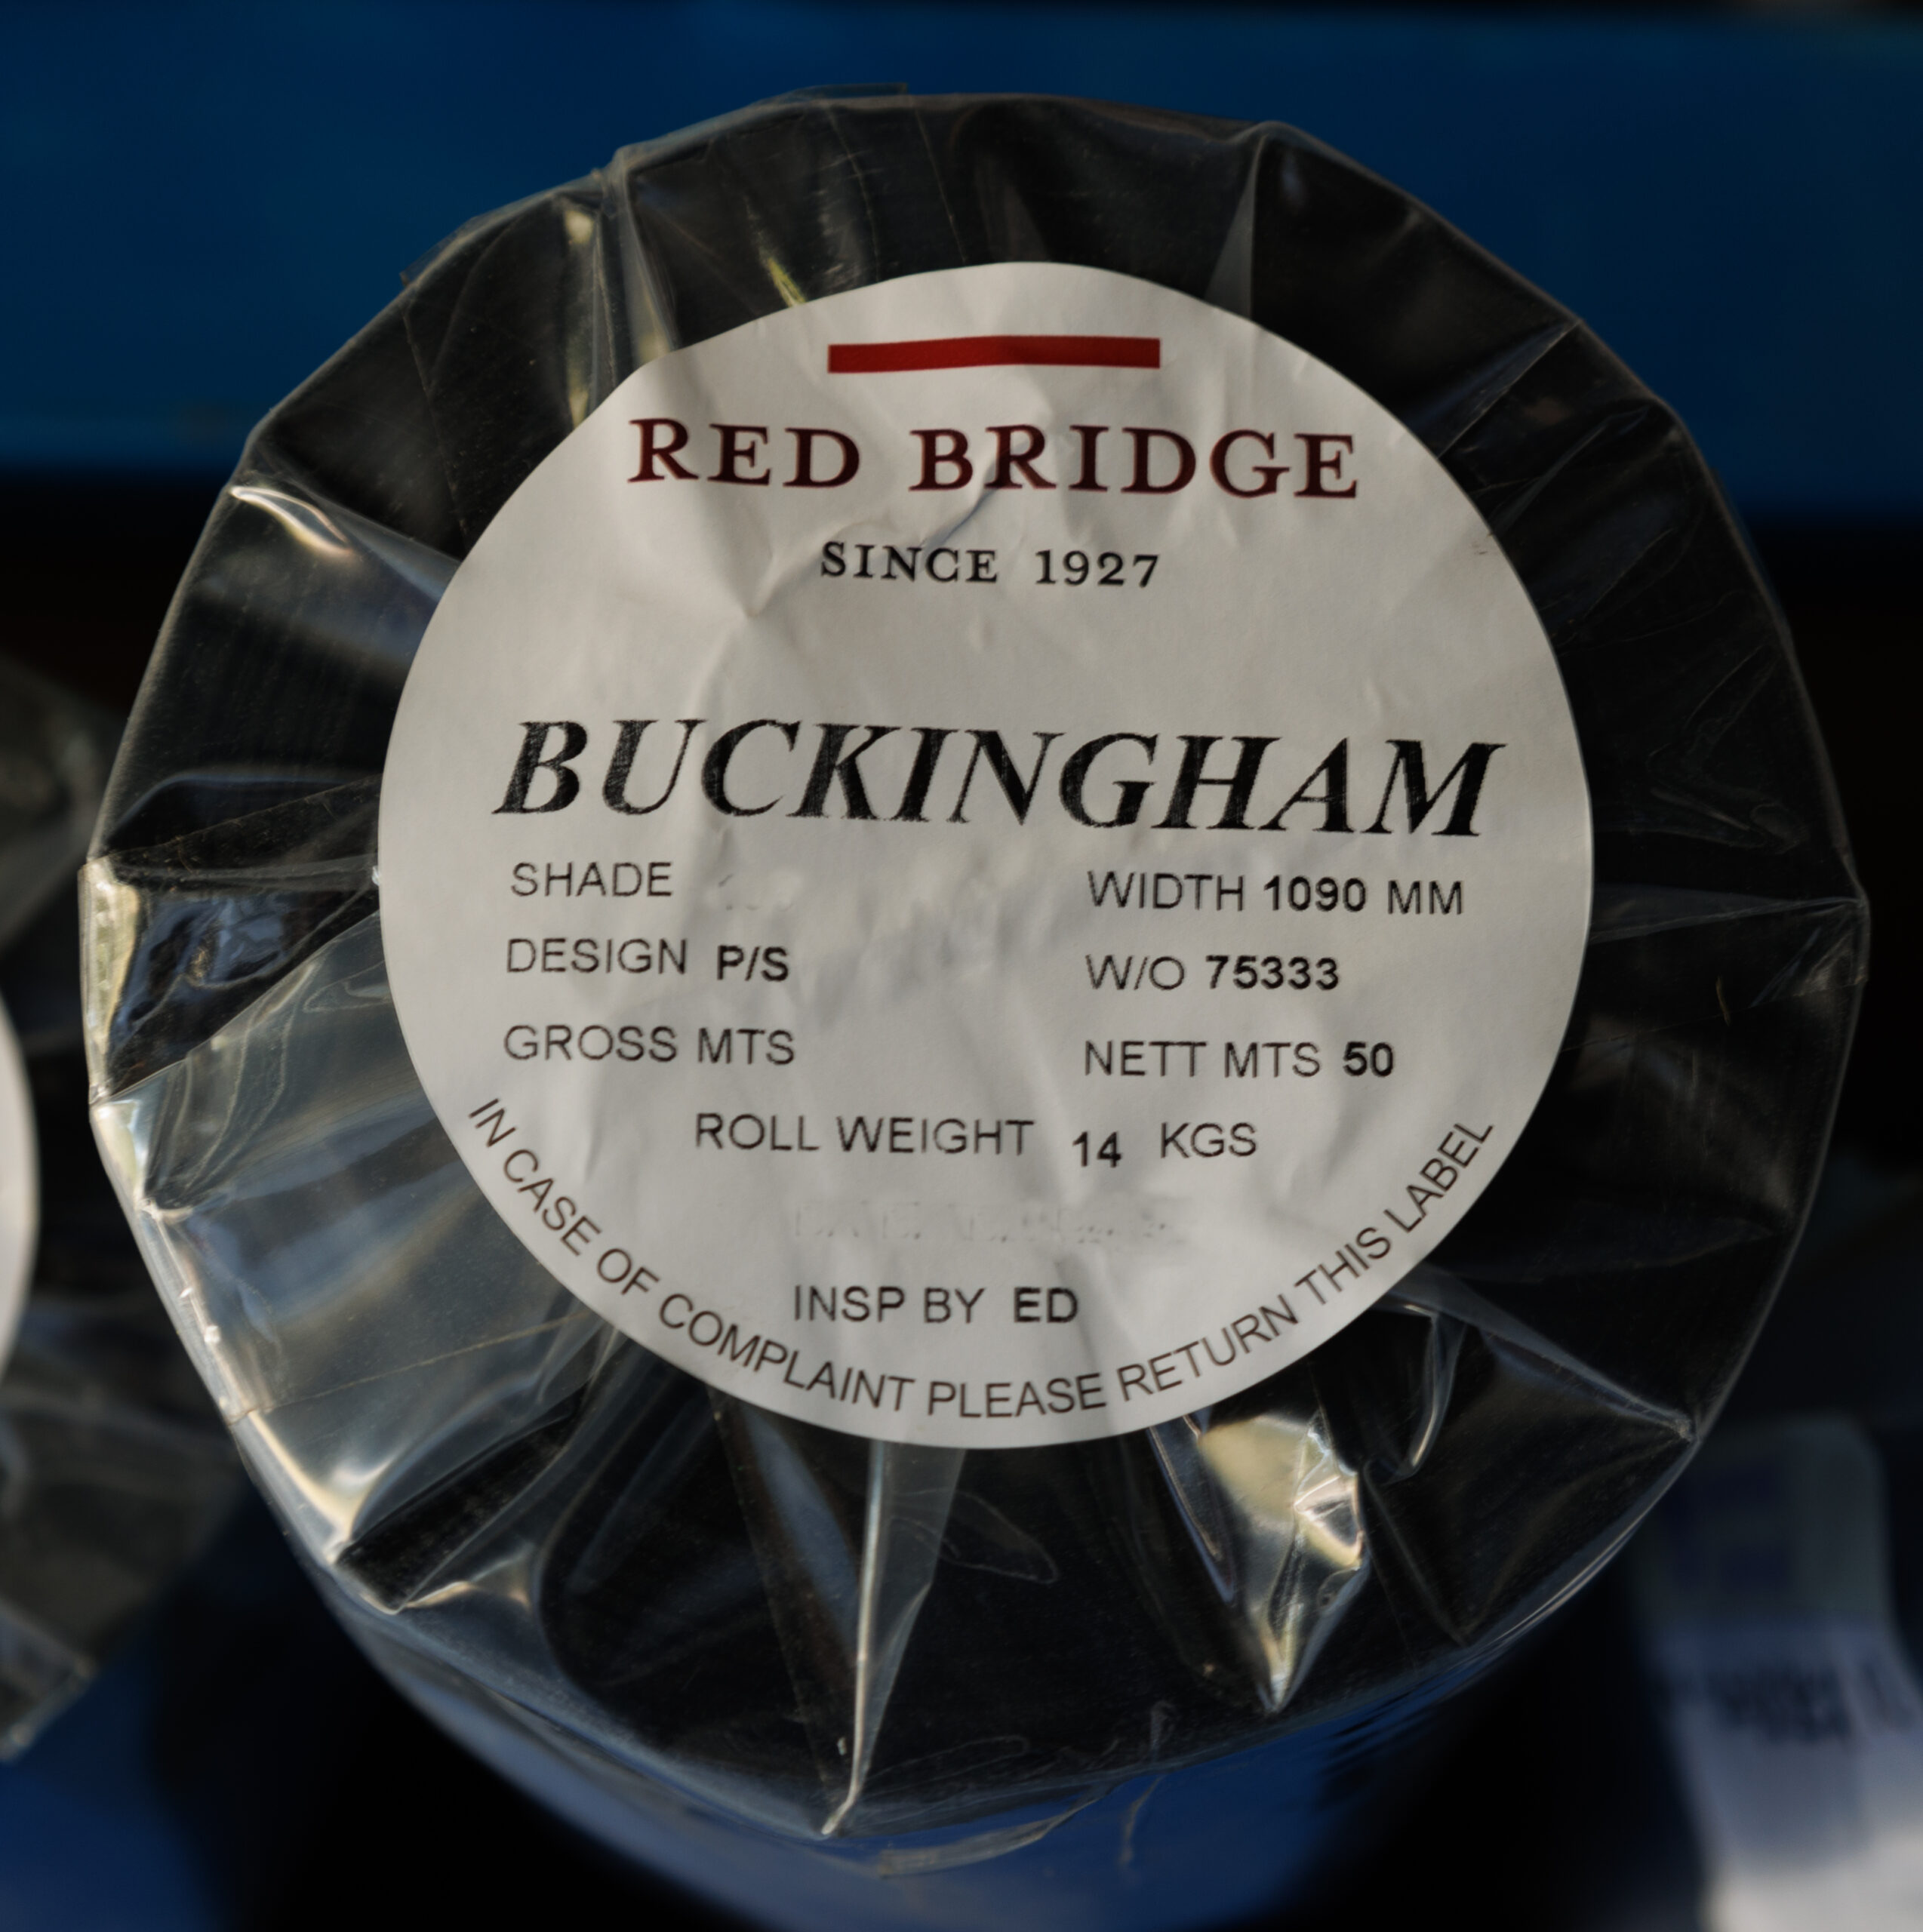 RED BRIDGE
SINCE 1927
BUCKINGHAM
SHADE
WIDTH 1090 MM
DESIGN P/S
W/O 75333
GROSS MTS
NETT MTS 50
ROLL WEIGHT 14 KGS
INSP BY ED
IN CASE OF COMPLAINT PLEASE RETURN THIS LABEL